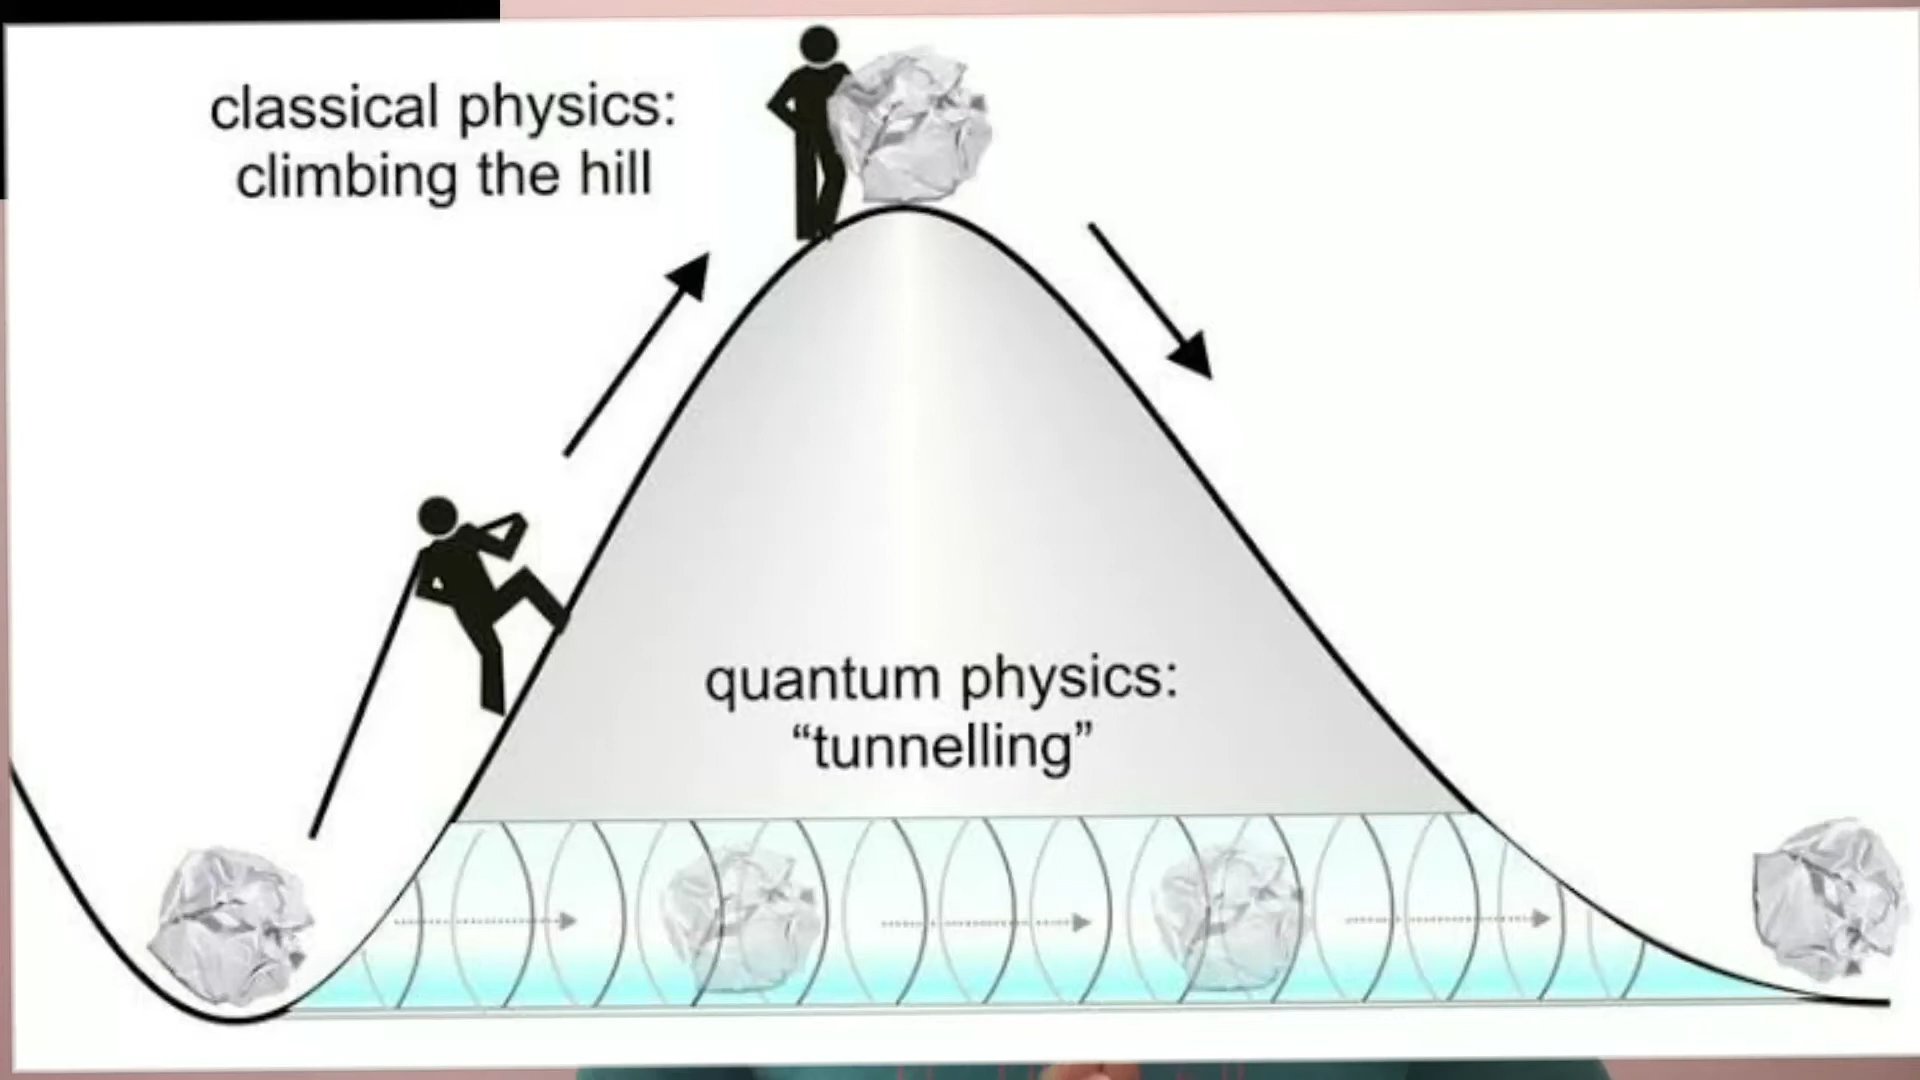 classical physics:
climbing the hill
quantum physics:
“tunnelling”